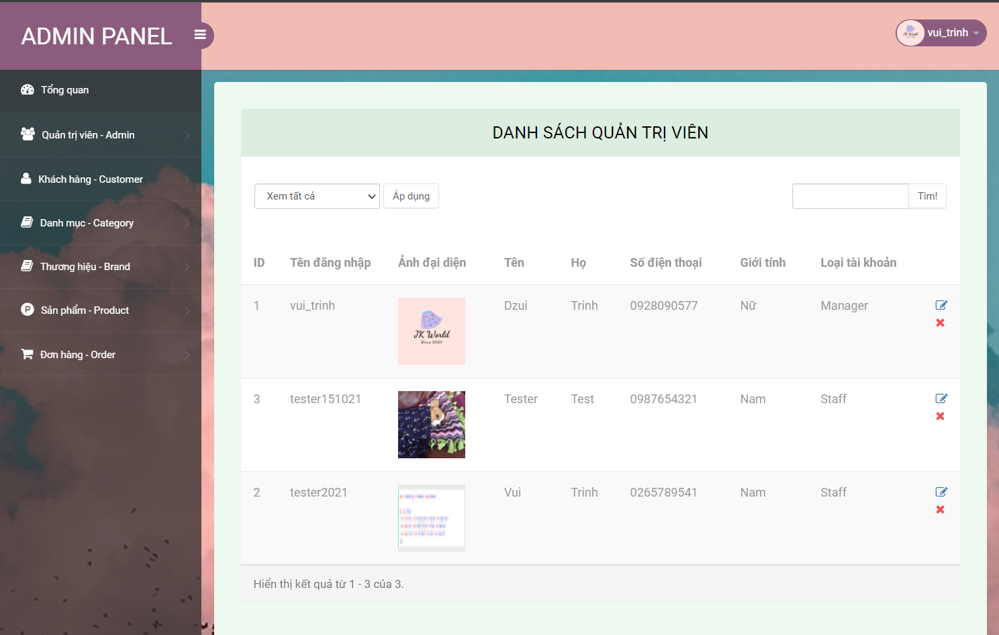 ADMIN PANEL
vui_trinh
Tổng quan
Quản trị viên - Admin
Khách hàng - Customer
Danh mục - Category
Thương hiệu - Brand
Sản phẩm - Product
Đơn hàng - Order
DANH SÁCH QUẢN TRỊ VIÊN
Xem tất cả Áp dụng Tìm!
ID Tên đăng nhập Ảnh đại diện Tên Họ Số điện thoại Giới tính Loại tài khoản
1 vui_trinh Dzui Trinh 0928090577 Nữ Manager
JK World
Since 2020
3 tester151021 Tester Test 0987654321 Nam Staff
2 tester2021 Vui Trinh 0265789541 Nam Staff
Hiển thị kết quả từ 1 - 3 của 3.